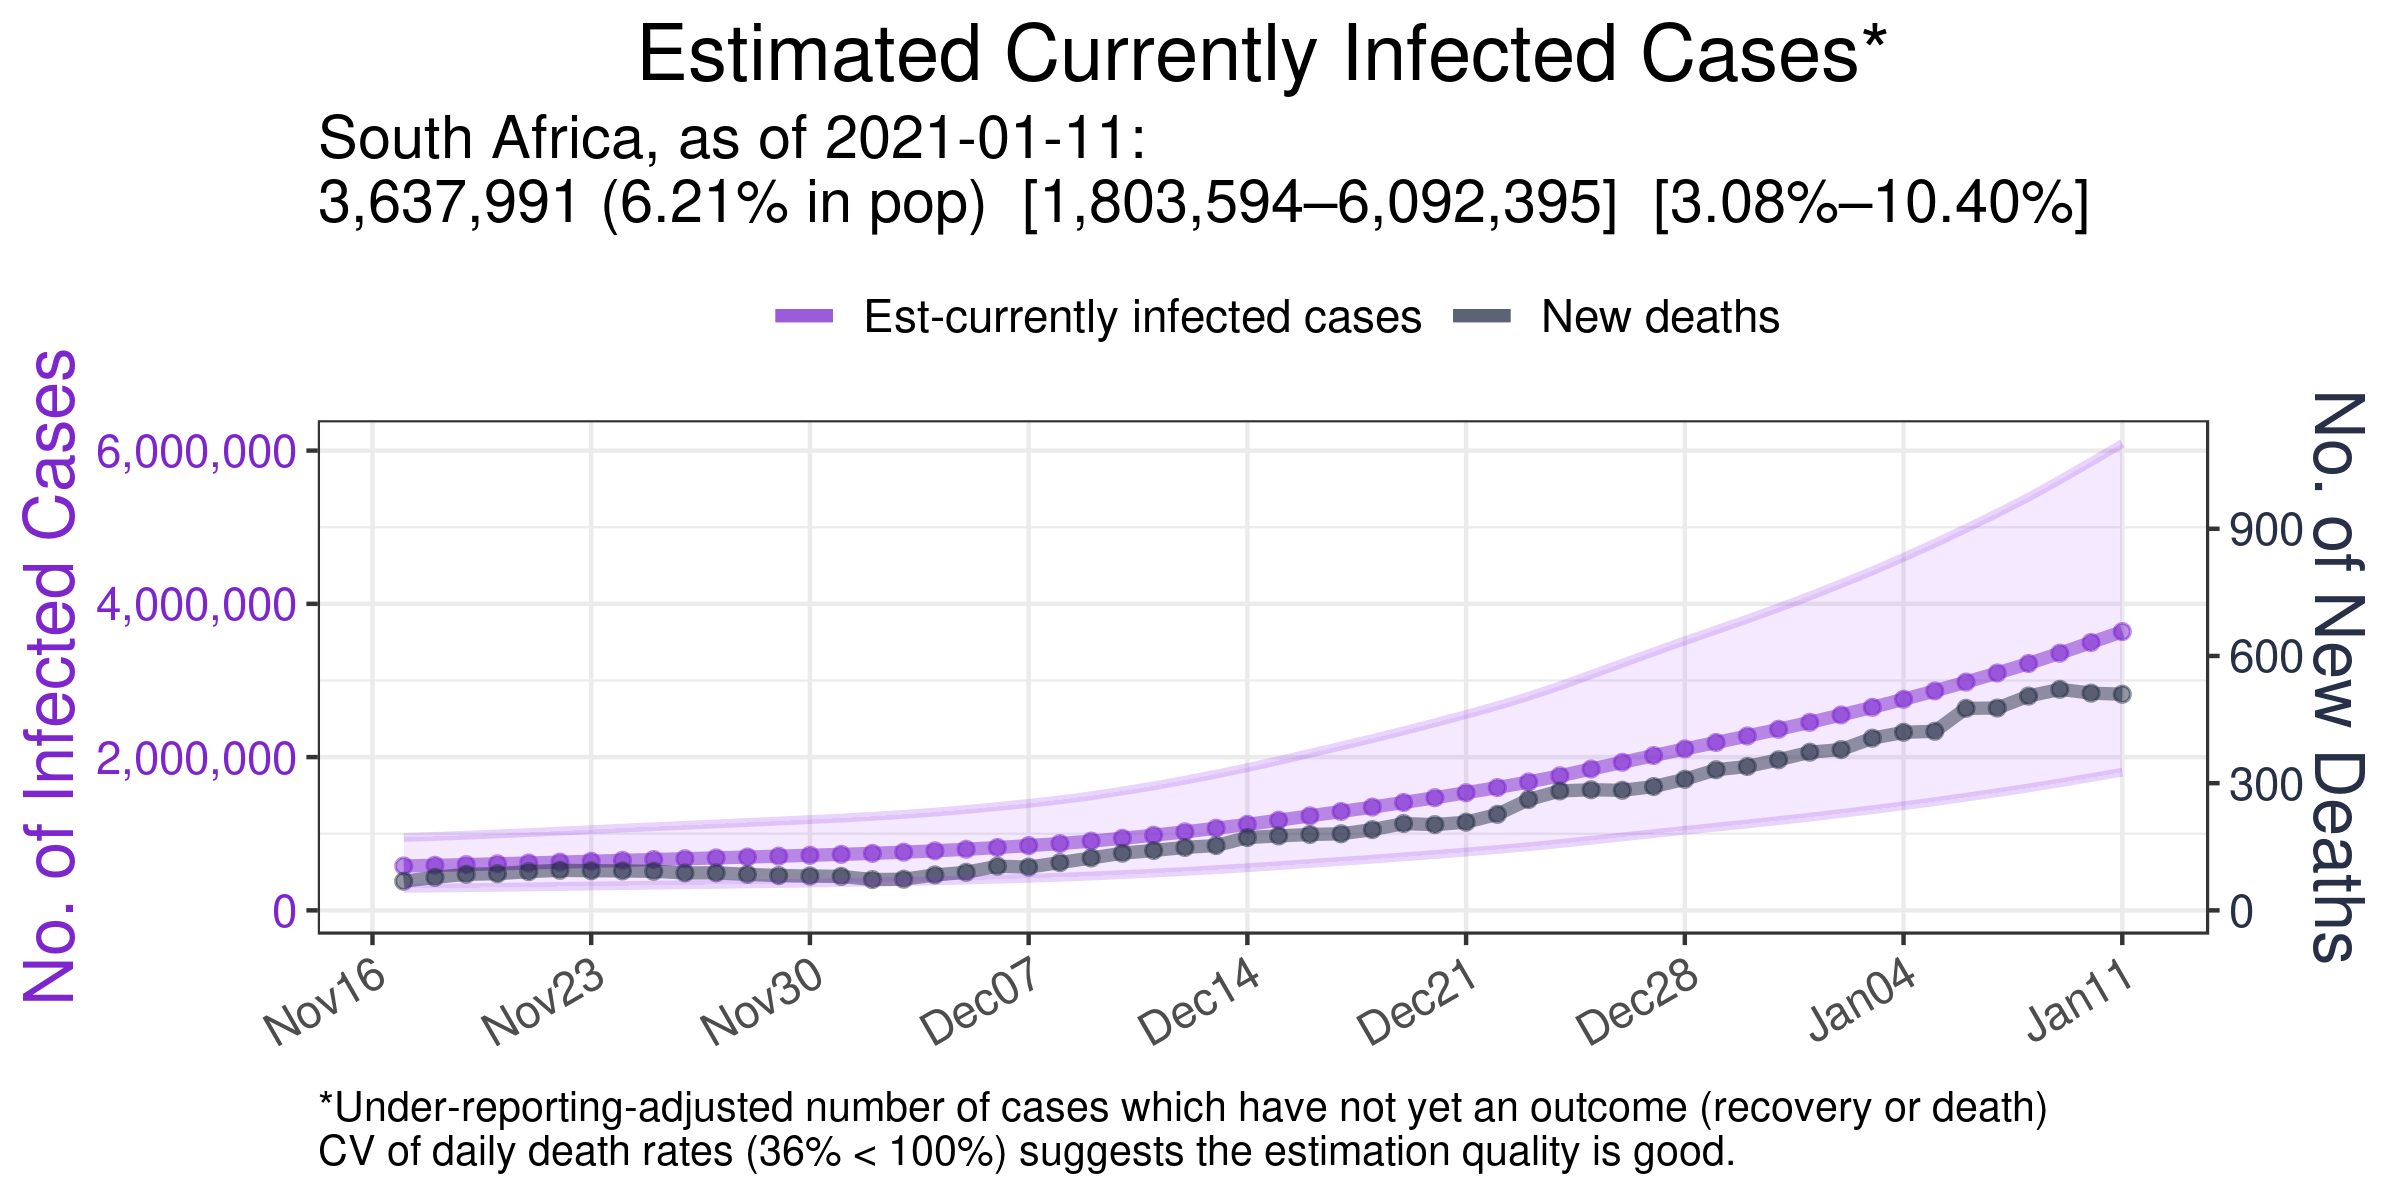 Estimated Currently Infected Cases*
South Africa, as of 2021-01-11:
3,637,991 (6.21% in pop) [1,803,594–6,092,395] [3.08%–10.40%]
Est-currently infected cases
New deaths
No. of Infected Cases
6,000,000
4,000,000
2,000,000
0
No. of New Deaths
900
600
300
0
Nov16
Nov23
Nov30
Dec07
Dec14
Dec21
Dec28
Jan04
Jan11
*Under-reporting-adjusted number of cases which have not yet an outcome (recovery or death)
CV of daily death rates (36% < 100%) suggests the estimation quality is good.